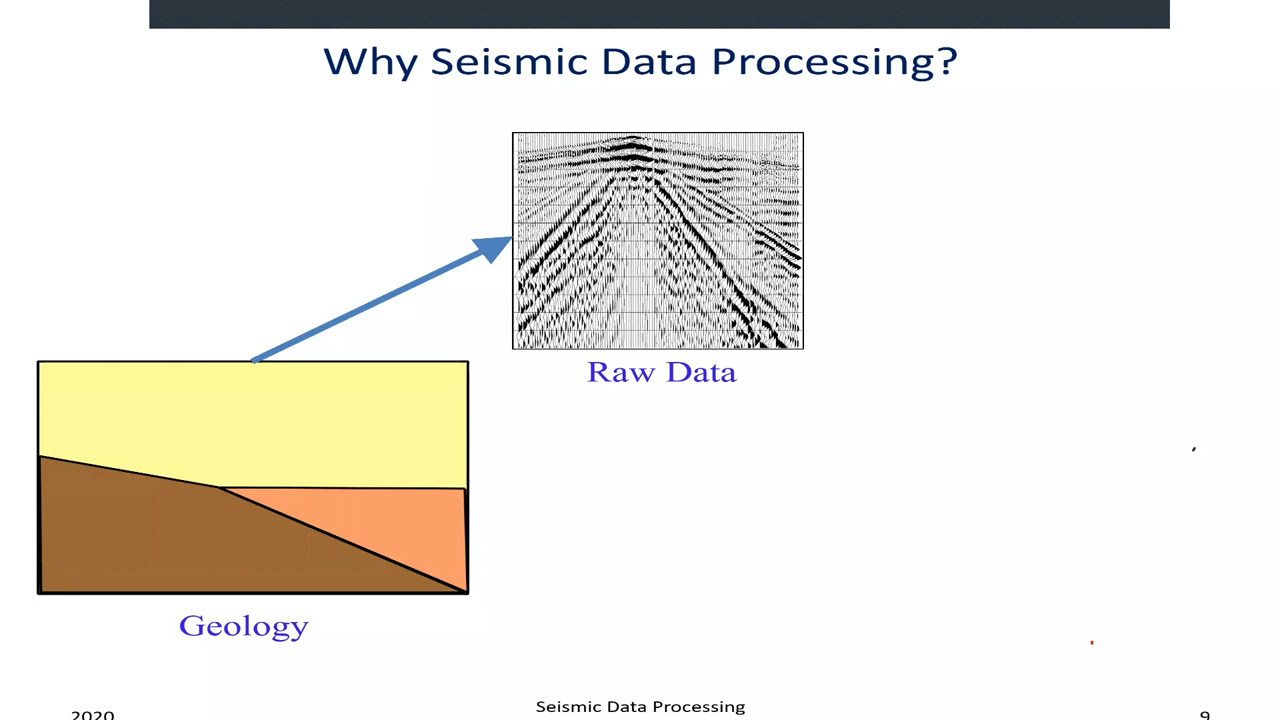 Why Seismic Data Processing?
Raw Data
Geology
2020
Seismic Data Processing
9